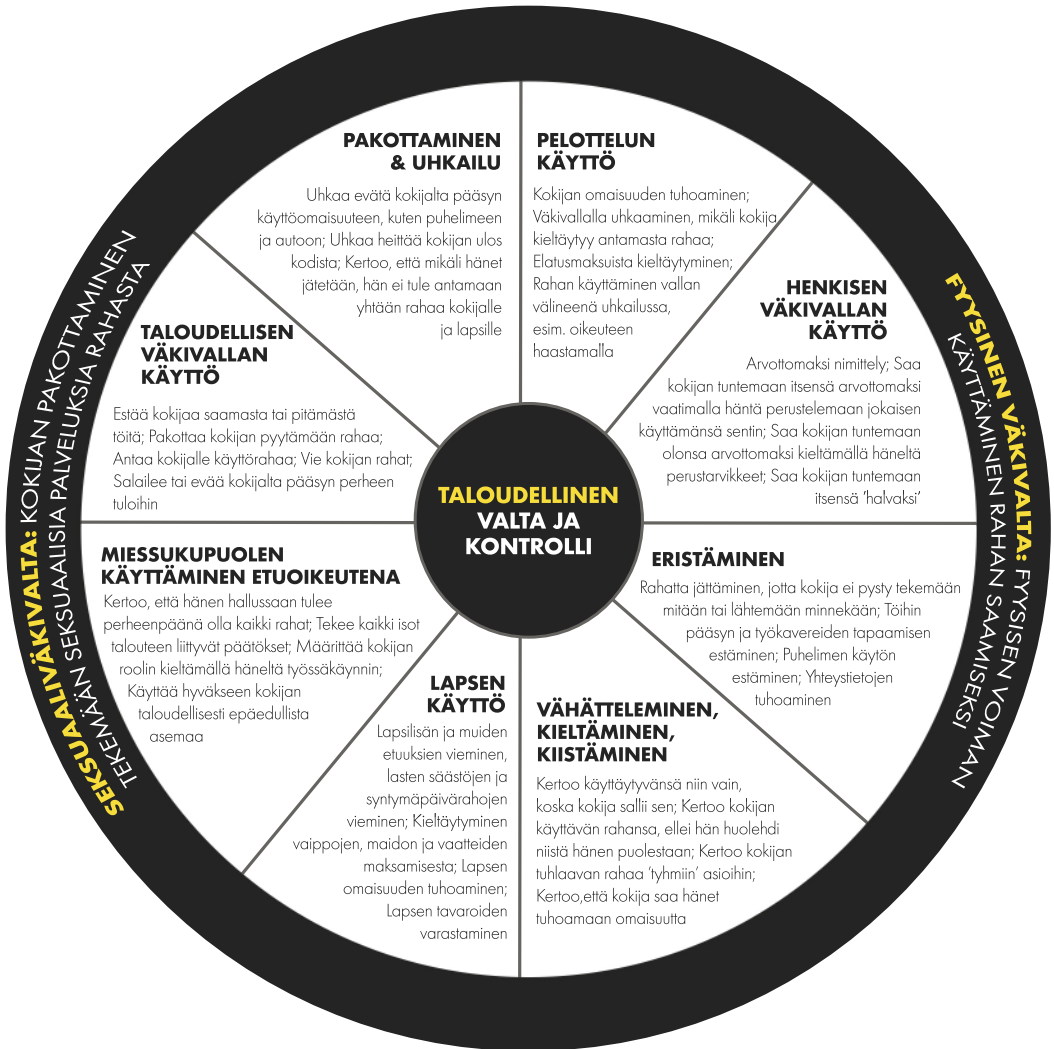 PAKOTTAMINEN
& UHKAILU
Uhkaa evätä kokijalta pääsyn
käyttöomaisuuteen, kuten puhelimeen
ja autoon; Uhkaa heittää kokijan ulos
kodista; Kertoo, että mikäli hänet
jätetään, hän ei tule antamaan
yhtään rahaa kokijalle
ja lapsille
PELOTTELUN
KÄYTTÖ
Kokijan omaisuuden tuhoaminen;
Väkivallalla uhkaaminen, mikäli kokija
kieltäytyy antamasta rahaa;
Elatusmaksuista kieltäytyminen;
Rahan käyttäminen vallan
välineenä uhkailussa,
esim. oikeuteen
haastamalla
HENKISEN
VÄKIVALLAN
KÄYTTÖ
Arvottomaksi nimittely; Saa
kokijan tuntemaan itsensä arvottomaksi
vaatimalla häntä perustelemaan jokaisen
käyttämänsä sentin; Saa kokijan tuntemaan
olonsa arvottomaksi kieltämällä häneltä
perustarvikkeet; Saa kokijan tuntemaan
itsensä ’halvaksi’
ERISTÄMINEN
Rahatta jättäminen, jotta kokija ei pysty tekemään
mitään tai lähtemään minnekään; Töihin
pääsyn ja työkavereiden tapaamisen
estäminen; Puhelimen käytön
estäminen; Yhteystietojen
tuhoaminen
VÄHÄTTELEMINEN,
KIELTÄMINEN,
KIISTÄMINEN
Kertoo käyttäytyvänsä niin vain,
koska kokija sallii sen; Kertoo kokijan
käyttävän rahansa, ellei hän huolehdi
niistä hänen puolestaan; Kertoo kokijan
tuhlaavan rahaa ’tyhmiin’ asioihin;
Kertoo,että kokija saa hänet
tuhoamaan omaisuutta
LAPSEN
KÄYTTÖ
Lapsilisän ja muiden
etuuksien vieminen,
lasten säästöjen ja
syntymäpäivärahojen
vieminen; Kieltäytyminen
vaippojen, maidon ja vaatteiden
maksamisesta; Lapsen
omaisuuden tuhoaminen;
Lapsen tavaroiden
varastaminen
MIESSUKUPUOLEN
KÄYTTÄMINEN ETUOIKEUTENA
Kertoo, että hänen hallussaan tulee
perheenpäänä olla kaikki rahat; Tekee kaikki isot
talouteen liittyvät päätökset; Määrittää kokijan
roolin kieltämällä häneltä työssäkäynnin;
Käyttää hyväkseen kokijan
taloudellisesti epäedullista
asemaa
TALOUDELLISEN
VÄKIVALLAN
KÄYTTÖ
Estää kokijaa saamasta tai pitämästä
töitä; Pakottaa kokijan pyytämään rahaa;
Antaa kokijalle käyttörahaa; Vie kokijan rahat;
Salailee tai evää kokijalta pääsyn perheen
tuloihin
TALOUDELLINEN
VALTA JA
KONTROLLI
SEKSUAALIVÄKIVALTA: KOKIJAN PAKOTTAMINEN
TEKEMÄÄN SEKSUAALISIA PALVELUKSIA RAHASTA
FYYSINEN VÄKIVALTA: FYYSISEN VOIMAN
KÄYTTÄMINEN RAHAN SAAMISEKSI